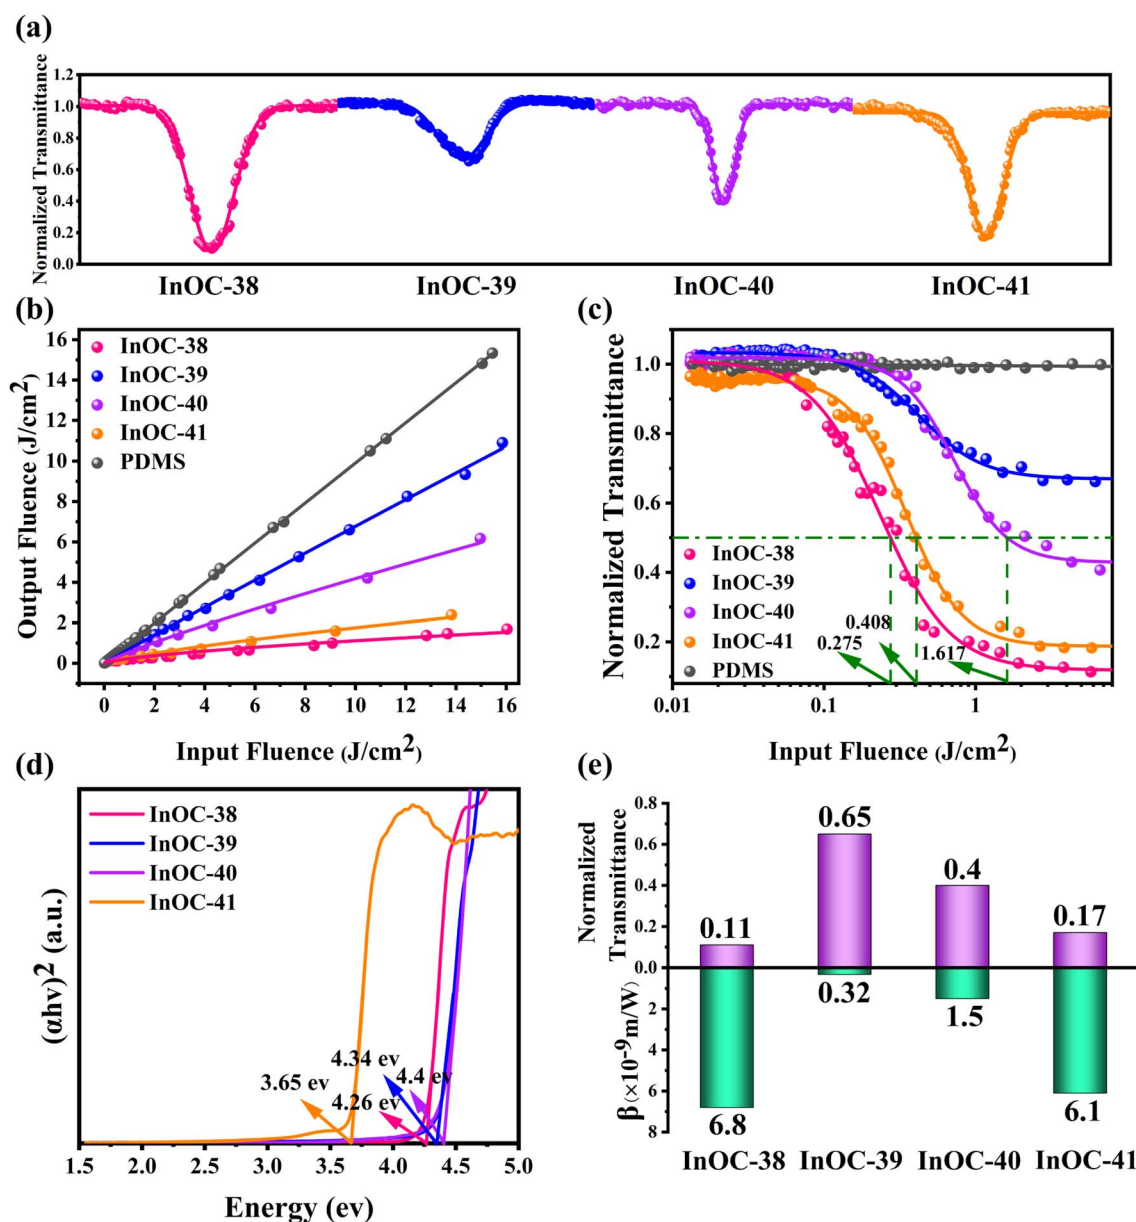 (a)
Normalized Transmittance
1.2
1.0
0.8
0.6
0.4
0.2
0.0
InOC-38 InOC-39 InOC-40 InOC-41
(b)
Output Fluence (J/cm²)
16
14
12
10
8
6
4
2
0
InOC-38
InOC-39
InOC-40
InOC-41
PDMS
0 2 4 6 8 10 12 14 16
Input Fluence (J/cm²)
(c)
Normalized Transmittance
1.0
0.8
0.6
0.4
0.2
InOC-38
InOC-39
InOC-40
InOC-41
PDMS
0.408
0.275
1.617
0.01 0.1 1
Input Fluence (J/cm²)
(d)
(αhv)² (a.u.)
InOC-38
InOC-39
InOC-40
InOC-41
4.34 ev
3.65 ev
4.4 ev
4.26 ev
1.5 2.0 2.5 3.0 3.5 4.0 4.5 5.0
Energy (ev)
(e)
Normalized
Transmittance
0.8
0.6
0.4
0.2
0.0
0.11
0.65
0.4
0.17
β (×10⁻⁹m/W)
2
4
6
8
6.8
0.32
1.5
6.1
InOC-38 InOC-39 InOC-40 InOC-41